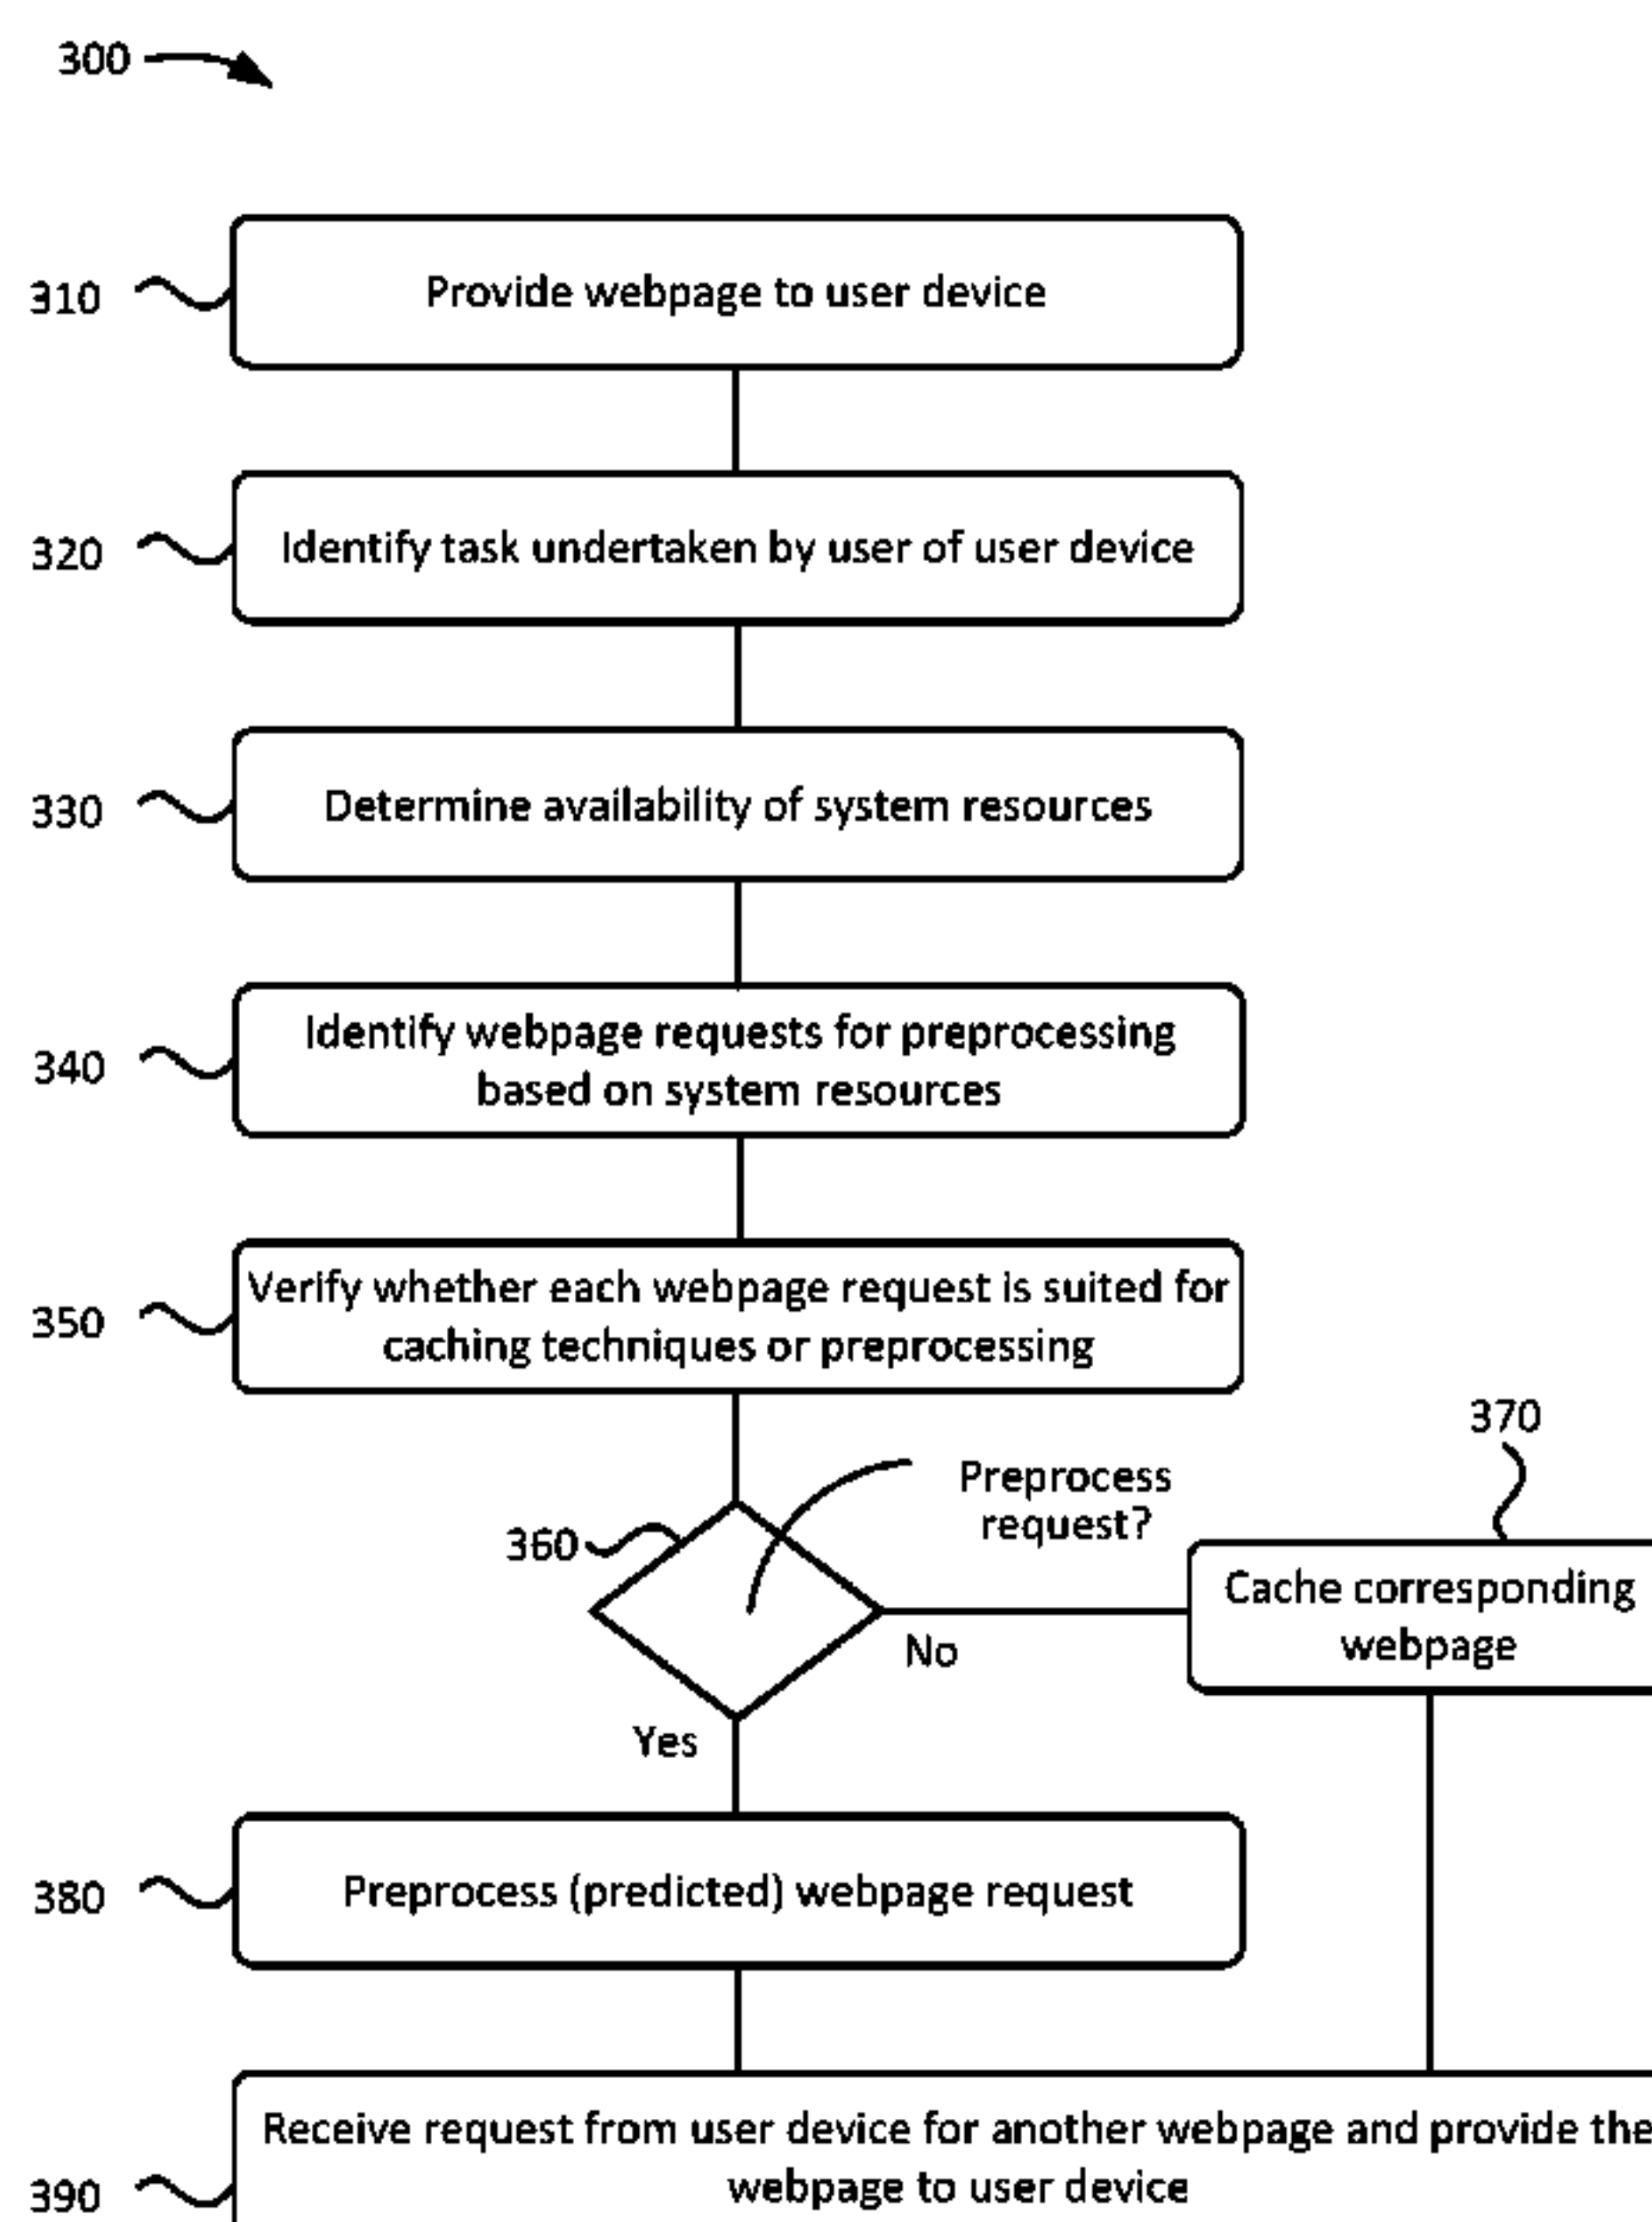 300
310
Provide webpage to user device
320
Identify task undertaken by user of user device
330
Determine availability of system resources
340
Identify webpage requests for preprocessing
based on system resources
350
Verify whether each webpage request is suited for
caching techniques or preprocessing
370
Preprocess
request?
360
Cache corresponding
webpage
No
Yes
380
Preprocess (predicted) webpage request
390
Receive request from user device for another webpage and provide the
webpage to user device